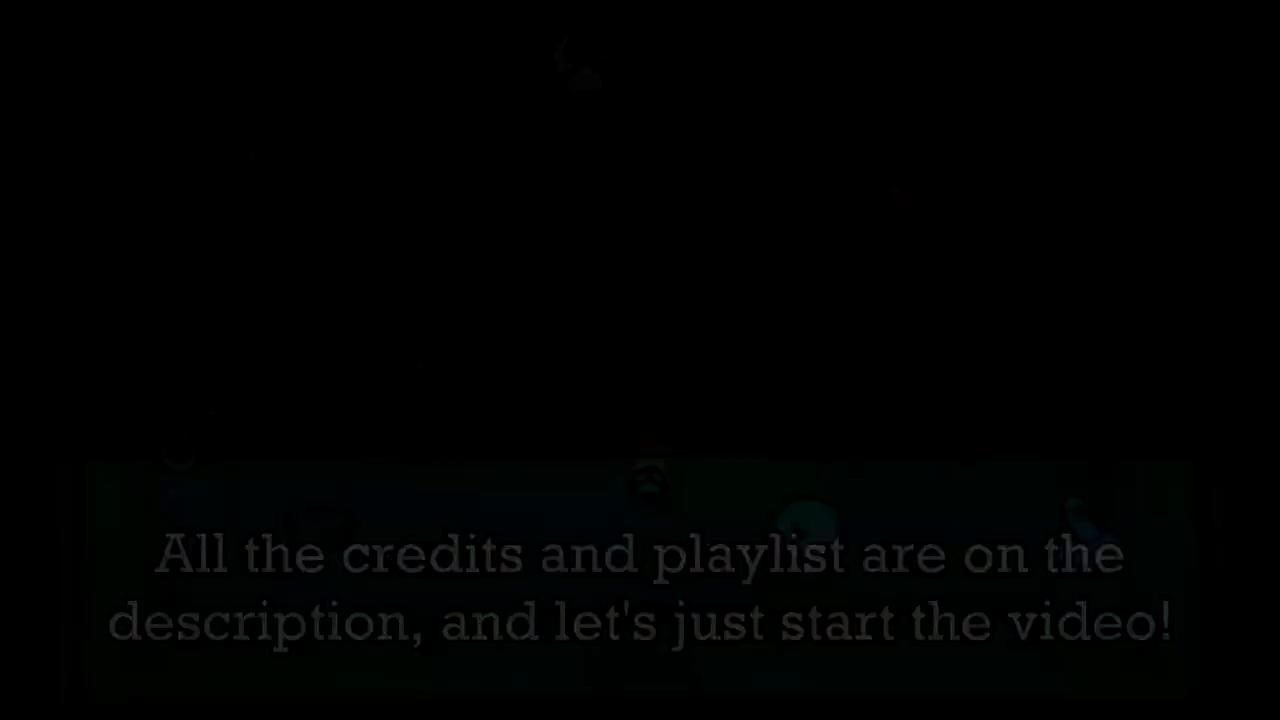 All the credits and playlist are on the
description, and let's just start the video!